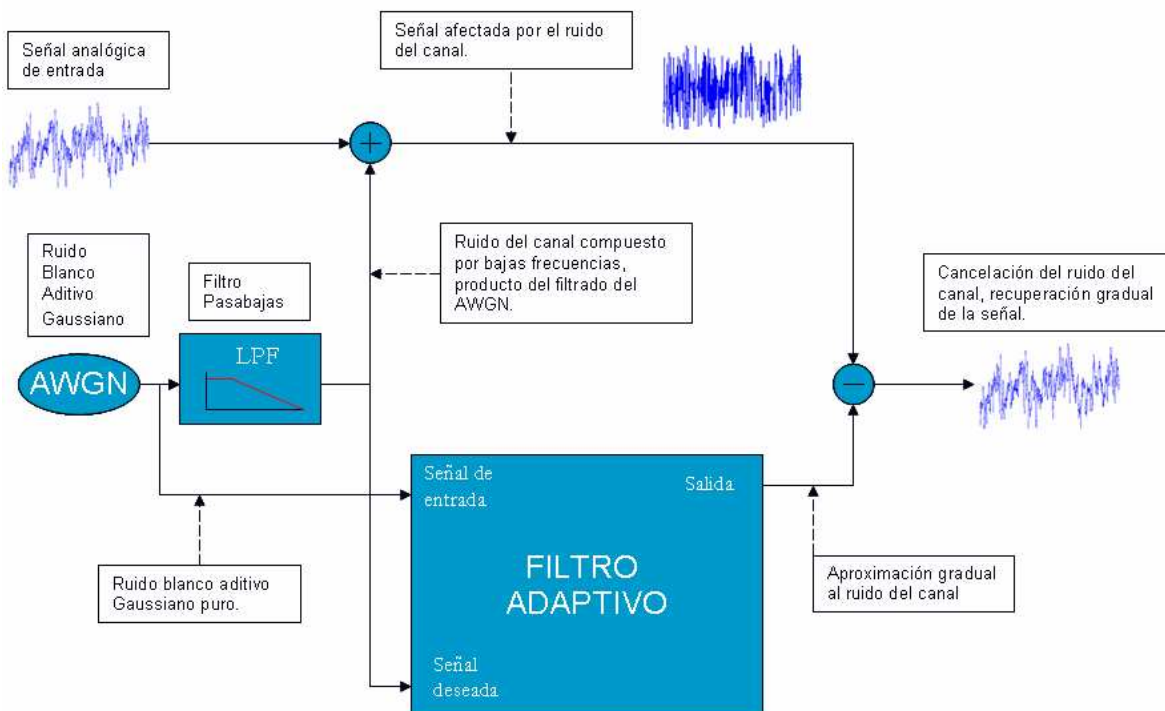 Señal analógica
de entrada
Señal afectada por el ruido
del canal.
+
Ruido
Blanco
Aditivo
Gaussiano
Filtro
Pasabajas
Ruido del canal compuesto
por bajas frecuencias,
producto del filtrado del
AWGN.
Cancelación del ruido del
canal, recuperación gradual
de la señal.
AWGN
LPF
−
Señal de
entrada
Salida
FILTRO
ADAPTIVO
Ruido blanco aditivo
Gaussiano puro.
Aproximación gradual
al ruido del canal
Señal
deseada